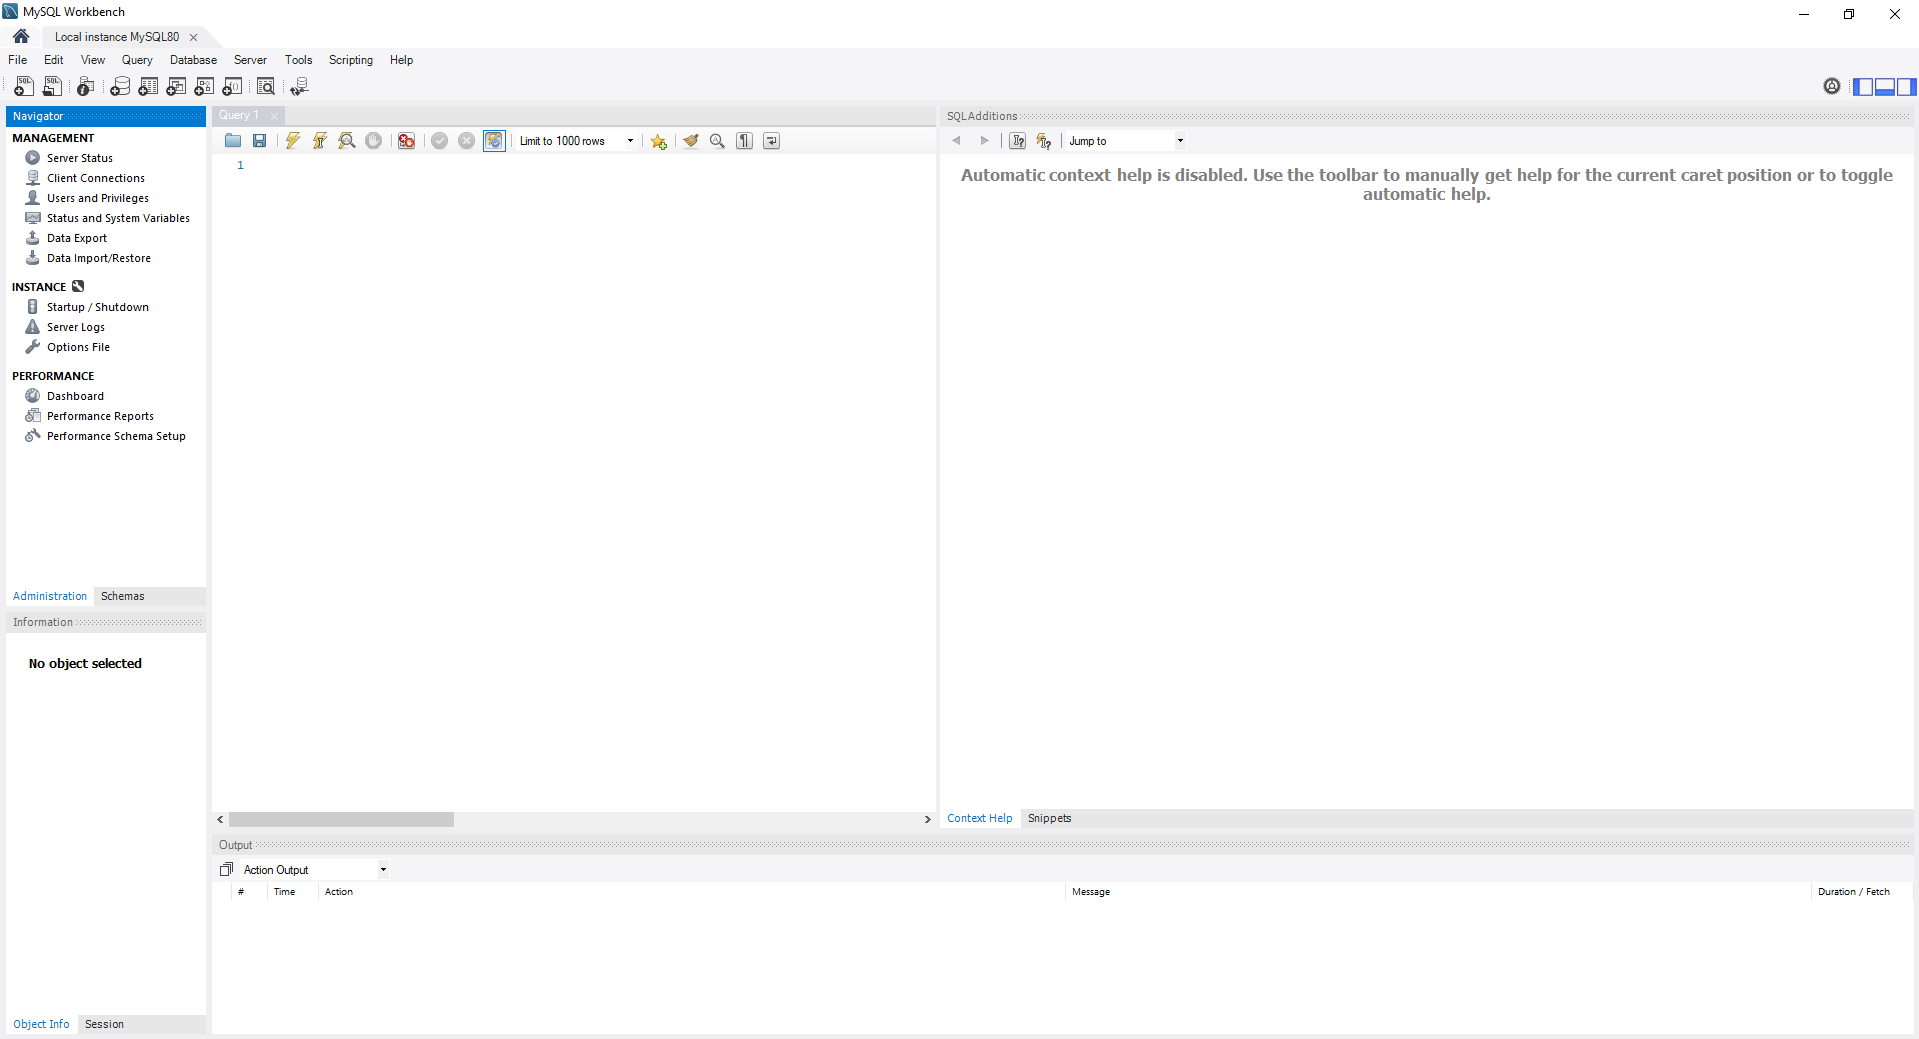 MySQL Workbench
Local instance MySQL80
File Edit View Query Database Server Tools Scripting Help
SQL SQL
Navigator
MANAGEMENT
Server Status
Client Connections
Users and Privileges
Status and System Variables
Data Export
Data Import/Restore
INSTANCE
Startup / Shutdown
Server Logs
Options File
PERFORMANCE
Dashboard
Performance Reports
Performance Schema Setup
Administration Schemas
Information
No object selected
Object Info Session
Query 1
Limit to 1000 rows
1
SQLAdditions
Jump to
Automatic context help is disabled. Use the toolbar to manually get help for the current caret position or to toggle
automatic help.
Context Help Snippets
Output
Action Output
# Time Action Message Duration / Fetch